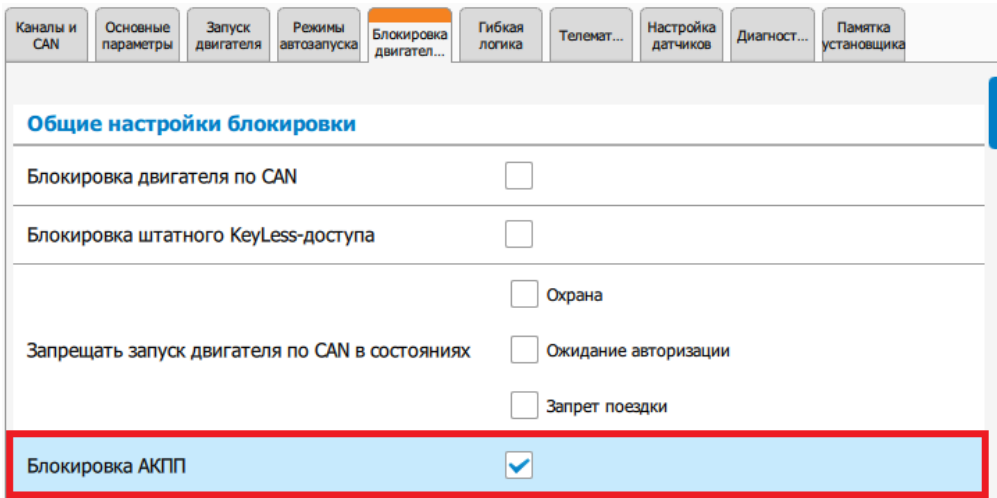 Каналы и
CAN
Основные
параметры
Запуск
двигателя
Режимы
автозапуска
Блокировка
двигател...
Гибкая
логика
Телемат...
Настройка
датчиков
Диагност...
Памятка
установщика
Общие настройки блокировки
Блокировка двигателя по CAN
Блокировка штатного KeyLess-доступа
Запрещать запуск двигателя по CAN в состояниях
Охрана
Ожидание авторизации
Запрет поездки
Блокировка АКПП